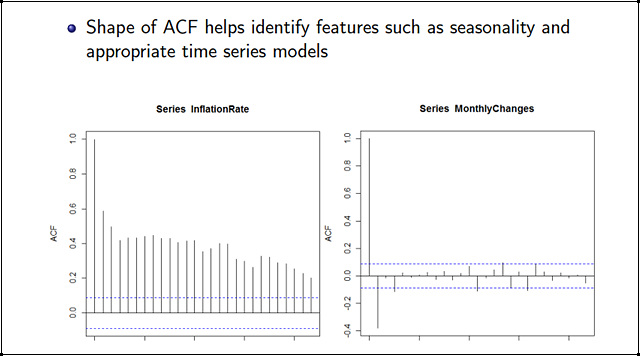 Shape of ACF helps identify features such as seasonality and
appropriate time series models
Series InflationRate
ACF
1.0
0.8
0.6
0.4
0.2
0.0
Series MonthlyChanges
ACF
1.0
0.8
0.6
0.4
0.2
0.0
-0.2
-0.4